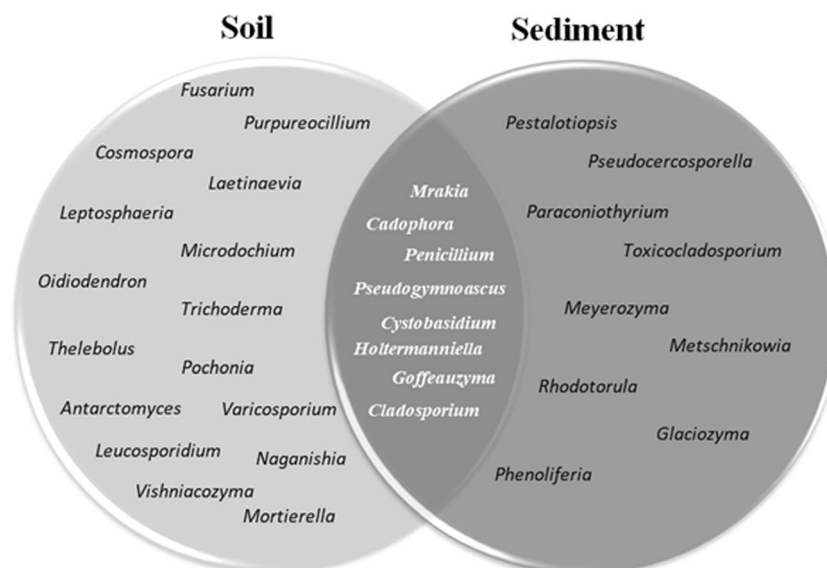 Soil
Sediment
Fusarium
Purpureocillium
Cosmospora
Laetinaevia
Leptosphaeria
Microdochium
Oidiodendron
Trichoderma
Thelebolus
Pochonia
Antarctomyces
Varicosporium
Leucosporidium
Naganishia
Vishniacozyma
Mortierella
Mrakia
Cadophora
Penicillium
Pseudogymnoascus
Cystobasidium
Holtermanniella
Goffeauzyma
Cladosporium
Pestalotiopsis
Pseudocercosporella
Paraconiothyrium
Toxicocladosporium
Meyerozyma
Metschnikowia
Rhodotorula
Glaciozyma
Phenoliferia